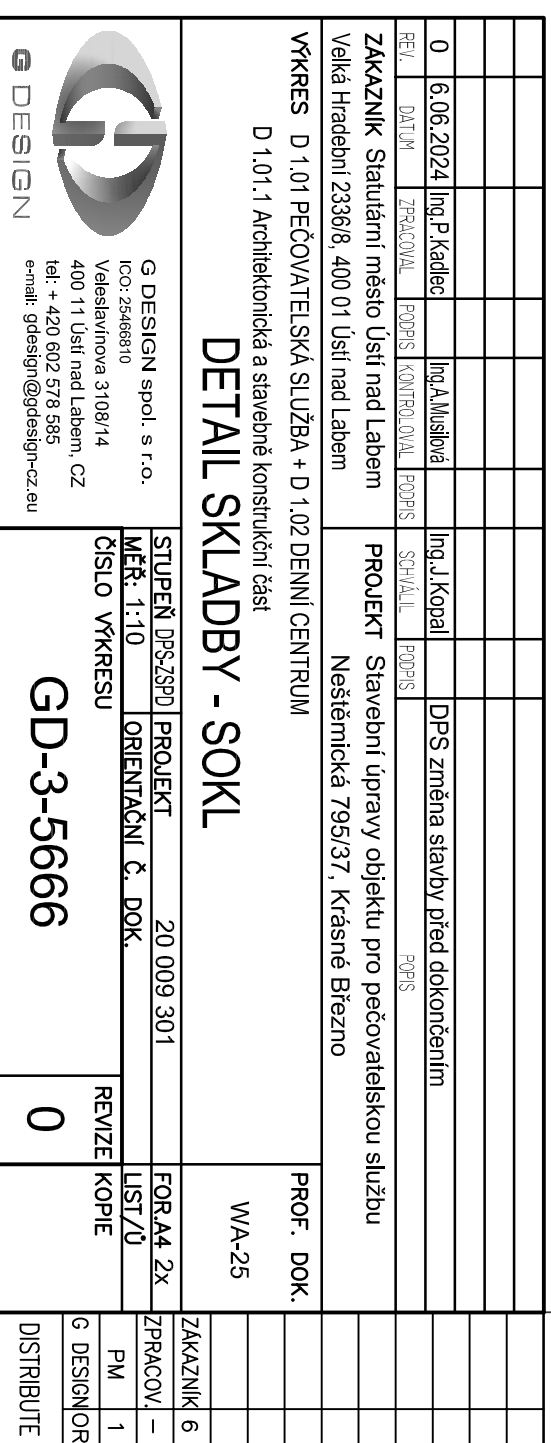 0 6.06.2024 Ing.P.Kadlec Ing.A.Musilová Ing.J.Kopal DPS změna stavby před dokončením
REV. DATUM ZPRACOVAL PODPIS KONTROLOVAL PODPIS SCHVÁLIL PODPIS POPIS
ZÁKAZNÍK Statutární město Ústí nad Labem
Velká Hradební 2336/8, 400 01 Ústí nad Labem
PROJEKT Stavební úpravy objektu pro pečovatelskou službu
Neštěmická 795/37, Krásné Březno
VÝKRES D 1.01 PEČOVATELSKÁ SLUŽBA + D 1.02 DENNÍ CENTRUM
D 1.01.1 Architektonická a stavebně konstrukční část
DETAIL SKLADBY - SOKL
PROF. DOK.
WA-25
G DESIGN
G DESIGN spol. s r.o.
ICO: 25466810
Veleslavínova 3108/14
400 11 Ústí nad Labem, CZ
tel: + 420 602 578 585
e-mail: gdesign@gdesign-cz.eu
STUPEŇ DPS-ZSPD PROJEKT 20 009 301 FOR.A4 2x
MĚŘ: 1:10 ORIENTAČNÍ Č. DOK. LIST/Ů
ČÍSLO VÝKRESU REVIZE KOPIE
GD-3-5666 0
ZÁKAZNÍK 6
ZPRACOV. –
PM 1
G DESIGN OR
DISTRIBUTE